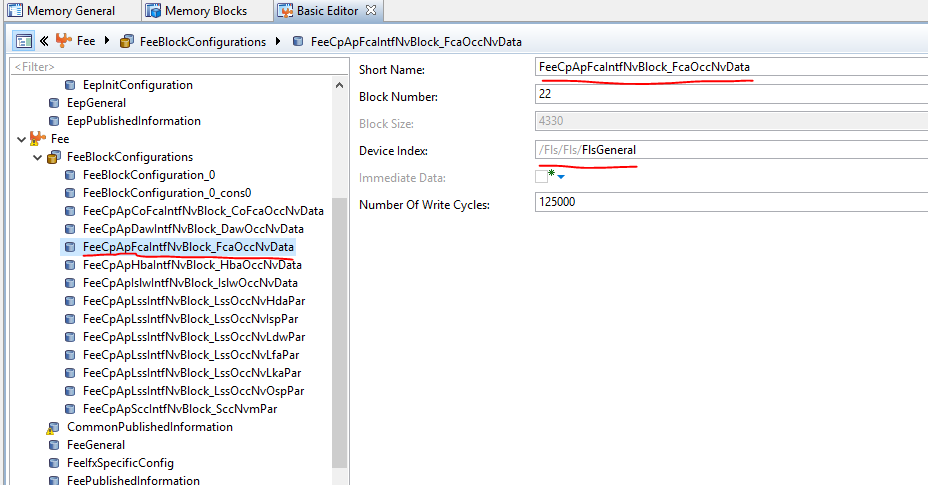 Memory General
Memory Blocks
Basic Editor
Fee
FeeBlockConfigurations
FeeCpApFcaIntfNvBlock_FcaOccNvData
<Filter>
EepInitConfiguration
EepGeneral
EepPublishedInformation
Fee
FeeBlockConfigurations
FeeBlockConfiguration_0
FeeBlockConfiguration_0_cons0
FeeCpApCoFcaIntfNvBlock_CoFcaOccNvData
FeeCpApDawIntfNvBlock_DawOccNvData
FeeCpApFcaIntfNvBlock_FcaOccNvData
FeeCpApHbaIntfNvBlock_HbaOccNvData
FeeCpApIslwIntfNvBlock_IslwOccNvData
FeeCpApLssIntfNvBlock_LssOccNvHdaPar
FeeCpApLssIntfNvBlock_LssOccNvIspPar
FeeCpApLssIntfNvBlock_LssOccNvLdwPar
FeeCpApLssIntfNvBlock_LssOccNvLfaPar
FeeCpApLssIntfNvBlock_LssOccNvLkaPar
FeeCpApLssIntfNvBlock_LssOccNvOspPar
FeeCpApSccIntfNvBlock_SccNvmPar
CommonPublishedInformation
FeeGeneral
FeeIfxSpecificConfig
FeePublishedInformation
Short Name:
FeeCpApFcaIntfNvBlock_FcaOccNvData
Block Number:
22
Block Size:
4330
Device Index:
/Fls/Fls/FlsGeneral
Immediate Data:
Number Of Write Cycles:
125000